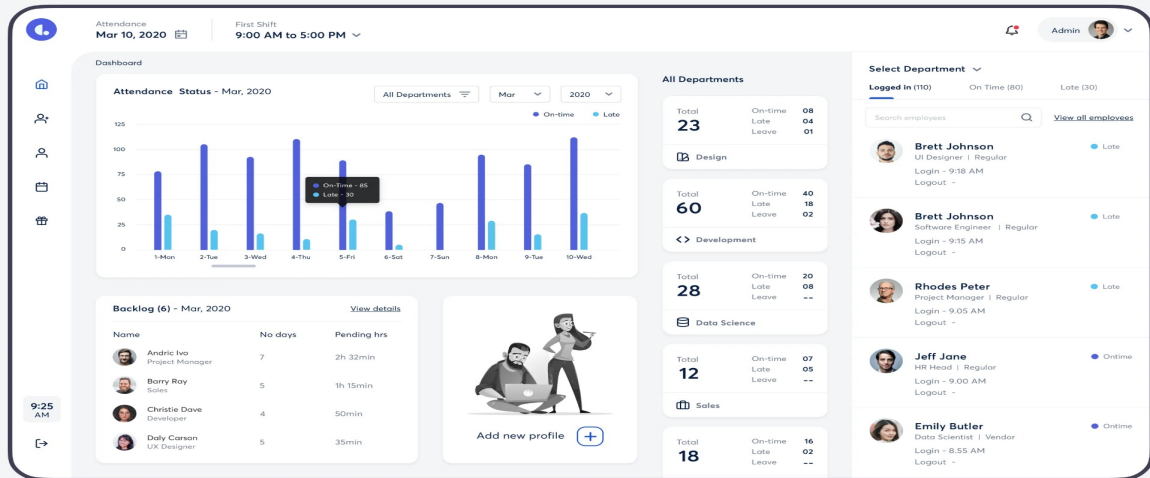 Attendance
Mar 10, 2020
First Shift
9:00 AM to 5:00 PM
Admin
Dashboard
Attendance Status - Mar, 2020
All Departments
Mar
2020
On-time
Late
125
100
75
50
25
0
On-Time - 85
Late - 30
1-Mon
2-Tue
3-Wed
4-Thu
5-Fri
6-Sat
7-Sun
8-Mon
9-Tue
10-Wed
Backlog (6) - Mar, 2020
View details
Name No days Pending hrs
Andric Ivo
Project Manager
7
2h 32min
Barry Ray
Sales
5
1h 15min
Christie Dave
Developer
4
50min
Daly Carson
UX Designer
5
35min
Add new profile
All Departments
Total
23
On-time 08
Late 04
Leave 01
Design
Total
60
On-time 40
Late 18
Leave 02
Development
Total
28
On-time 20
Late 08
Leave --
Data Science
Total
12
On-time 07
Late 05
Leave --
Sales
Total
18
On-time 16
Late 02
Leave --
Select Department
Logged in (110)
On Time (80)
Late (30)
Search employees
View all employees
Brett Johnson
UI Designer | Regular
Login - 9:18 AM
Logout -
Late
Brett Johnson
Software Engineer | Regular
Login - 9:15 AM
Logout -
Late
Rhodes Peter
Project Manager | Regular
Login - 9.05 AM
Logout -
Late
Jeff Jane
HR Head | Regular
Login - 9.00 AM
Logout -
Ontime
Emily Butler
Data Scientist | Vendor
Login - 8.55 AM
Logout -
Ontime
9:25
AM